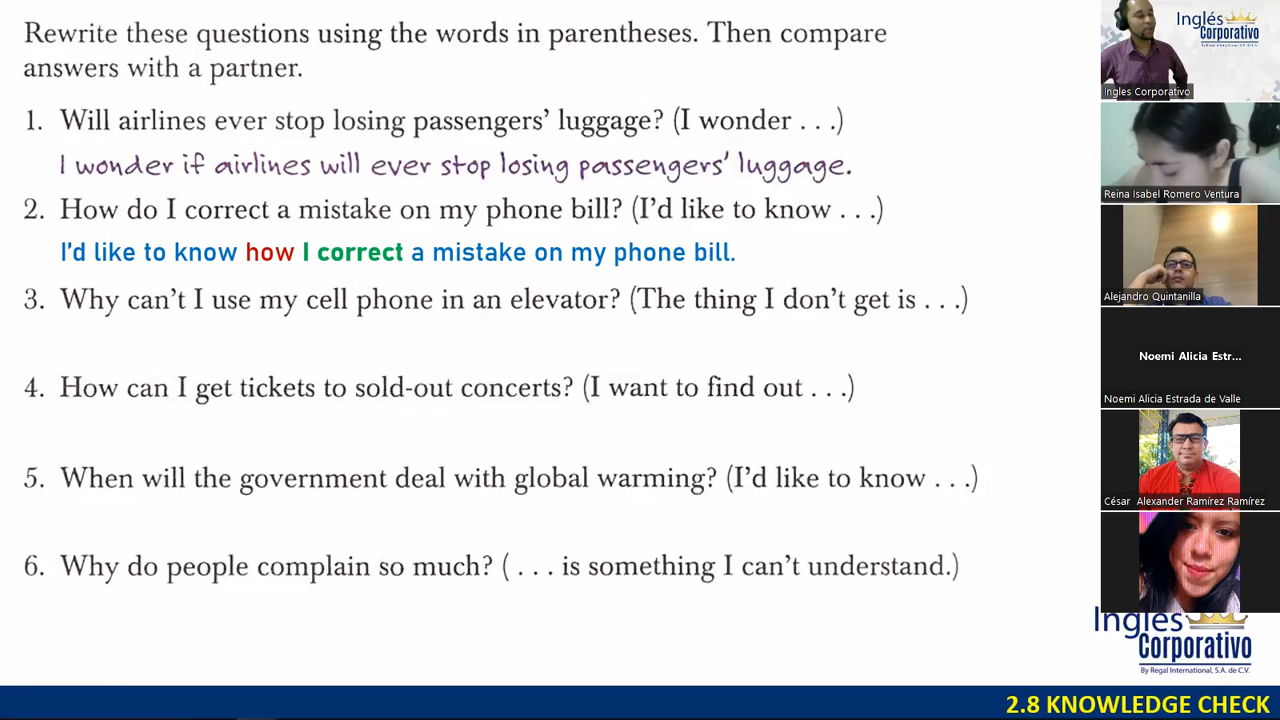 Rewrite these questions using the words in parentheses. Then compare
answers with a partner.
1. Will airlines ever stop losing passengers' luggage? (I wonder . . .)
I wonder if airlines will ever stop losing passengers' luggage.
2. How do I correct a mistake on my phone bill? (I'd like to know . . .)
I'd like to know how I correct a mistake on my phone bill.
3. Why can't I use my cell phone in an elevator? (The thing I don't get is . . .)
4. How can I get tickets to sold-out concerts? (I want to find out . . .)
5. When will the government deal with global warming? (I'd like to know . . .)
6. Why do people complain so much? ( . . . is something I can't understand.)
Inglés
Corporativo
By Regal International, S.A. de C.V.
Ingles Corporativo
Reina Isabel Romero Ventura
Alejandro Quintanilla
Noemi Alicia Estr...
Noemi Alicia Estrada de Valle
César Alexander Ramírez Ramírez
Inglés
Corporativo
By Regal International, S.A. de C.V.
2.8 KNOWLEDGE CHECK